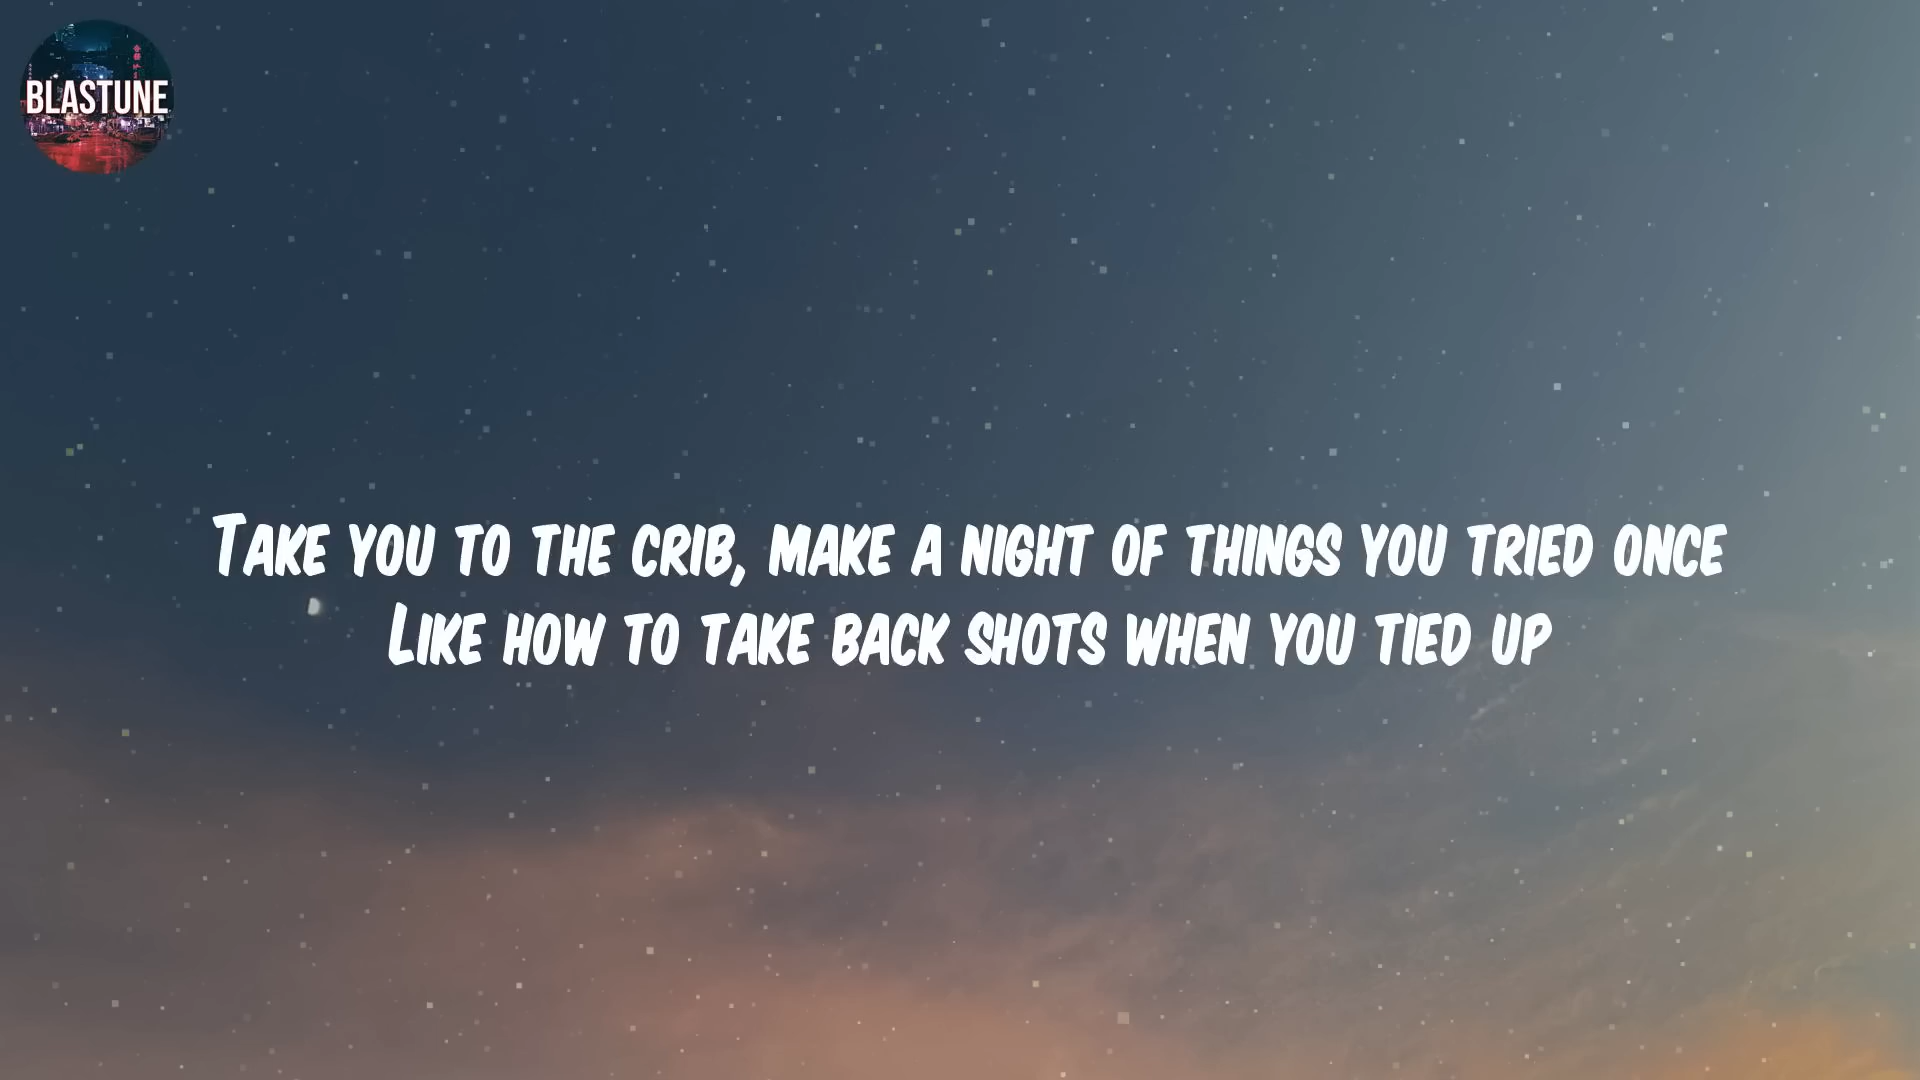 BLASTUNE
Take you to the crib, make a night of things you tried once
Like how to take back shots when you tied up